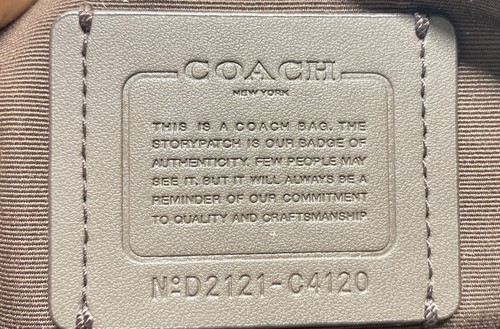 COACH
NEW YORK
THIS IS A COACH BAG. THE
STORYPATCH IS OUR BADGE OF
AUTHENTICITY. FEW PEOPLE MAY
SEE IT, BUT IT WILL ALWAYS BE A
REMINDER OF OUR COMMITMENT
TO QUALITY AND CRAFTSMANSHIP.
NºD2121-C4120